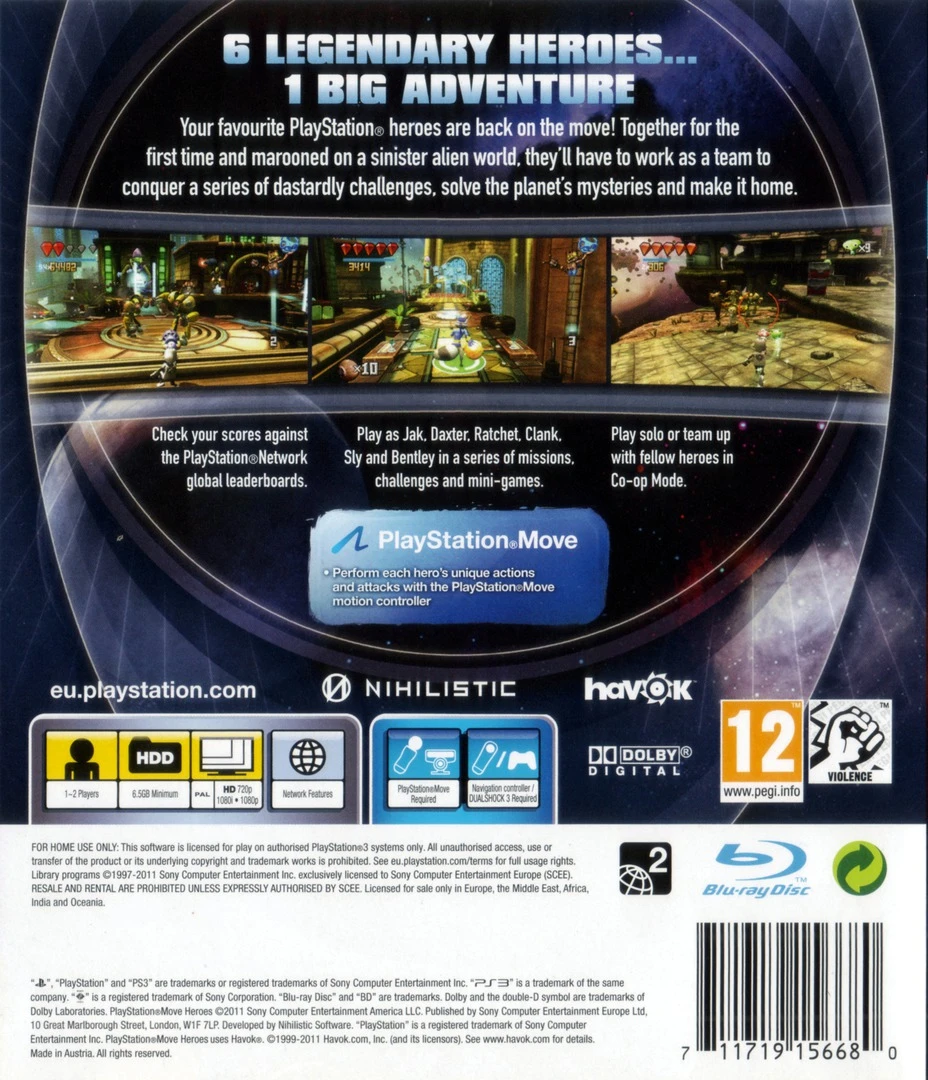 6 LEGENDARY HEROES...
1 BIG ADVENTURE
Your favourite PlayStation® heroes are back on the move! Together for the
first time and marooned on a sinister alien world, they'll have to work as a team to
conquer a series of dastardly challenges, solve the planet's mysteries and make it home.
2
3414
x10
3
306
x9
Check your scores against
the PlayStation®Network
global leaderboards.
Play as Jak, Daxter, Ratchet, Clank,
Sly and Bentley in a series of missions,
challenges and mini-games.
Play solo or team up
with fellow heroes in
Co-op Mode.
PlayStation®Move
• Perform each hero's unique actions
and attacks with the PlayStation®Move
motion controller
eu.playstation.com
NIHILISTIC
havok™
1-2 Players
HDD
6.5GB Minimum
PAL
HD 720p
1080i • 1080p
Network Features
PlayStation®Move
Required
Navigation controller /
DUALSHOCK 3 Required
DOLBY®
DIGITAL
12™
www.pegi.info
™
VIOLENCE
FOR HOME USE ONLY: This software is licensed for play on authorised PlayStation®3 systems only. All unauthorised access, use or
transfer of the product or its underlying copyright and trademark works is prohibited. See eu.playstation.com/terms for full usage rights.
Library programs ©1997-2011 Sony Computer Entertainment Inc. exclusively licensed to Sony Computer Entertainment Europe (SCEE).
RESALE AND RENTAL ARE PROHIBITED UNLESS EXPRESSLY AUTHORISED BY SCEE. Licensed for sale only in Europe, the Middle East, Africa,
India and Oceania.
2
Blu-ray Disc™
"", "PlayStation" and "PS3" are trademarks or registered trademarks of Sony Computer Entertainment Inc. "PS3" is a trademark of the same
company. "" is a registered trademark of Sony Corporation. "Blu-ray Disc" and "BD" are trademarks. Dolby and the double-D symbol are trademarks of
Dolby Laboratories. PlayStation®Move Heroes ©2011 Sony Computer Entertainment America LLC. Published by Sony Computer Entertainment Europe Ltd,
10 Great Marlborough Street, London, W1F 7LP. Developed by Nihilistic Software. "PlayStation" is a registered trademark of Sony Computer
Entertainment Inc. PlayStation®Move Heroes uses Havok®. ©1999-2011 Havok.com, Inc. (and its licensors). See www.havok.com for details.
Made in Austria. All rights reserved.
7 11719 15668 0